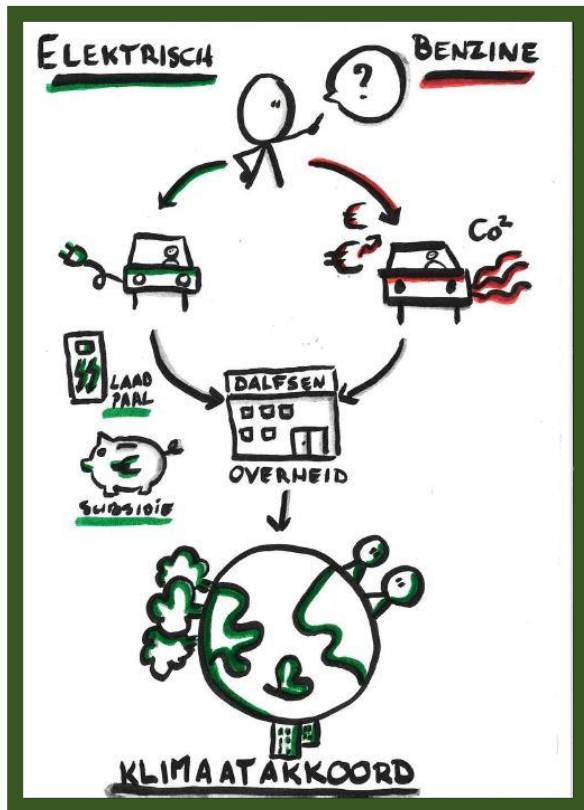 ELEKTRISCH
BENZINE
?
€
€
CO²
LAAD
PAAL
DALFSEN
OVERHEID
€
SUBSIDIE
KLIMAATAKKOORD